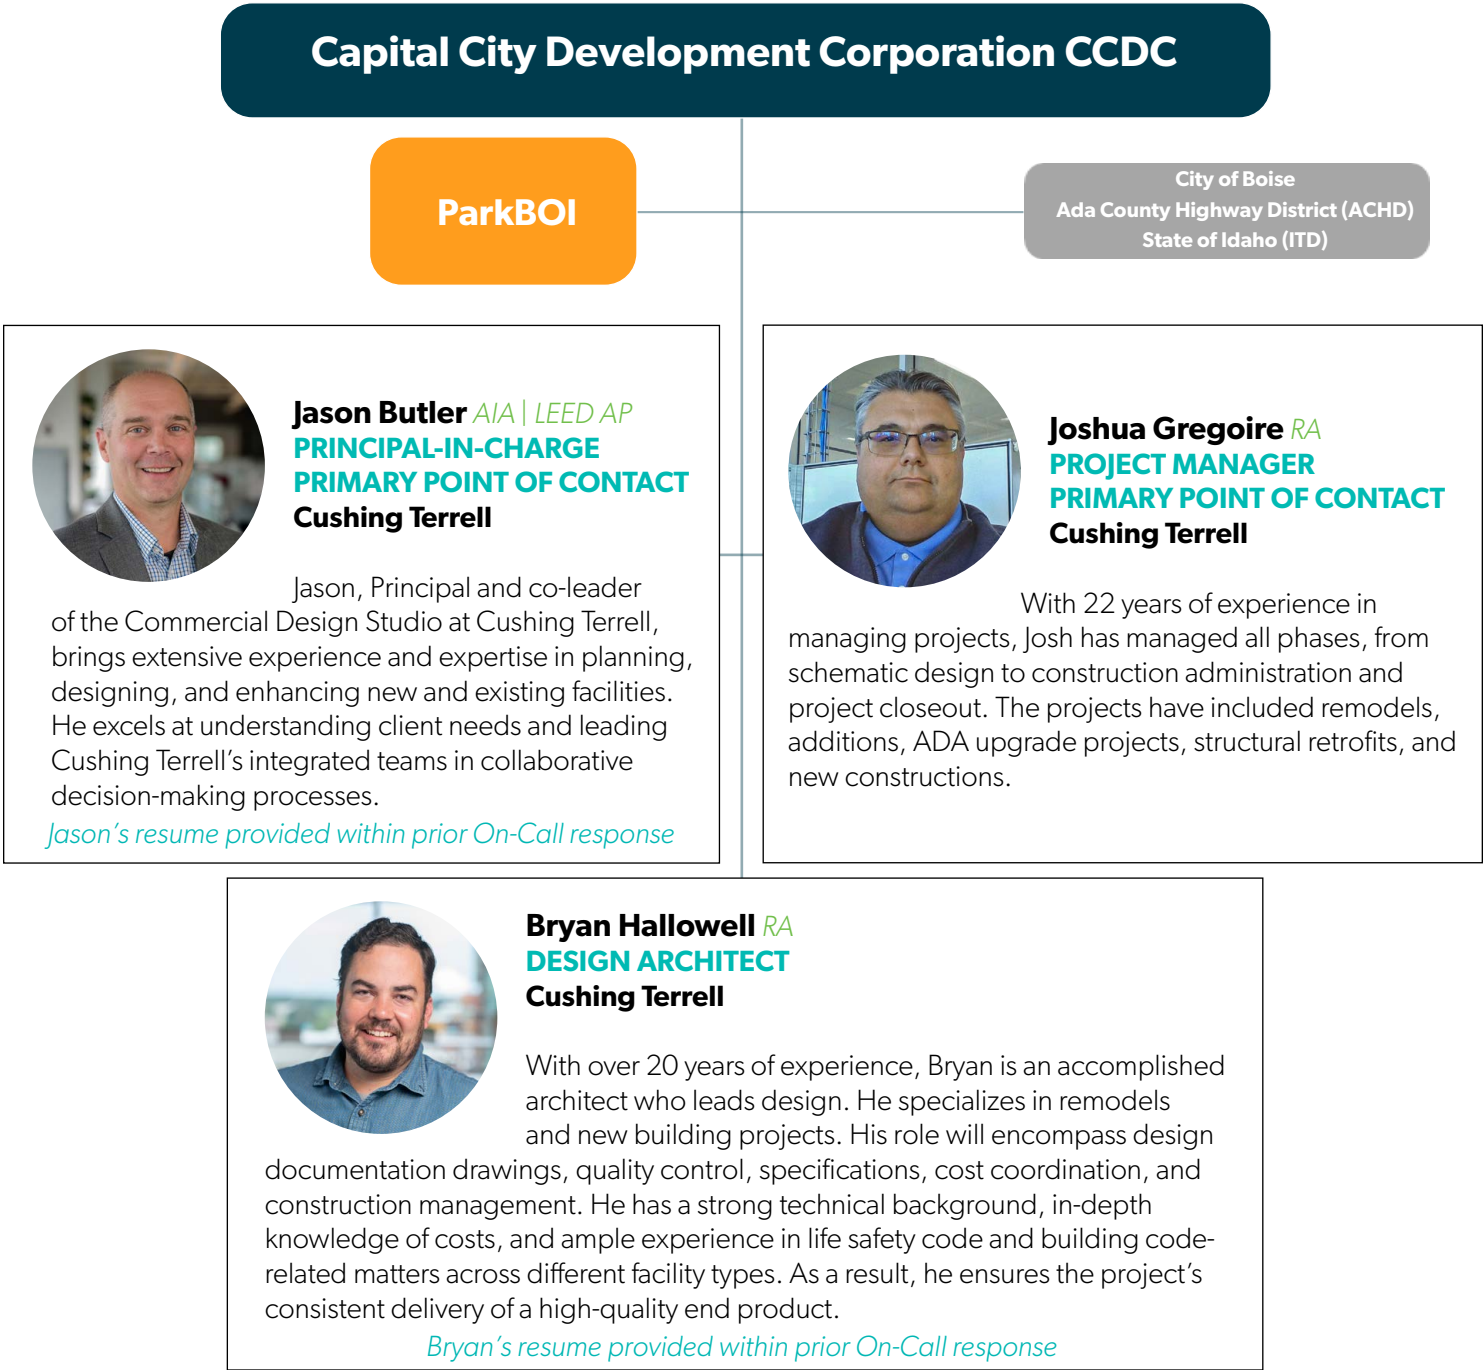 Capital City Development Corporation CCDC
ParkBOI
City of Boise
Ada County Highway District (ACHD)
State of Idaho (ITD)
Jason Butler AIA | LEED AP
PRINCIPAL-IN-CHARGE
PRIMARY POINT OF CONTACT
Cushing Terrell
Jason, Principal and co-leader
of the Commercial Design Studio at Cushing Terrell,
brings extensive experience and expertise in planning,
designing, and enhancing new and existing facilities.
He excels at understanding client needs and leading
Cushing Terrell’s integrated teams in collaborative
decision-making processes.
Jason’s resume provided within prior On-Call response
Joshua Gregoire RA
PROJECT MANAGER
PRIMARY POINT OF CONTACT
Cushing Terrell
With 22 years of experience in
managing projects, Josh has managed all phases, from
schematic design to construction administration and
project closeout. The projects have included remodels,
additions, ADA upgrade projects, structural retrofits, and
new constructions.
Bryan Hallowell RA
DESIGN ARCHITECT
Cushing Terrell
With over 20 years of experience, Bryan is an accomplished
architect who leads design. He specializes in remodels
and new building projects. His role will encompass design
documentation drawings, quality control, specifications, cost coordination, and
construction management. He has a strong technical background, in-depth
knowledge of costs, and ample experience in life safety code and building code-
related matters across different facility types. As a result, he ensures the project’s
consistent delivery of a high-quality end product.
Bryan’s resume provided within prior On-Call response